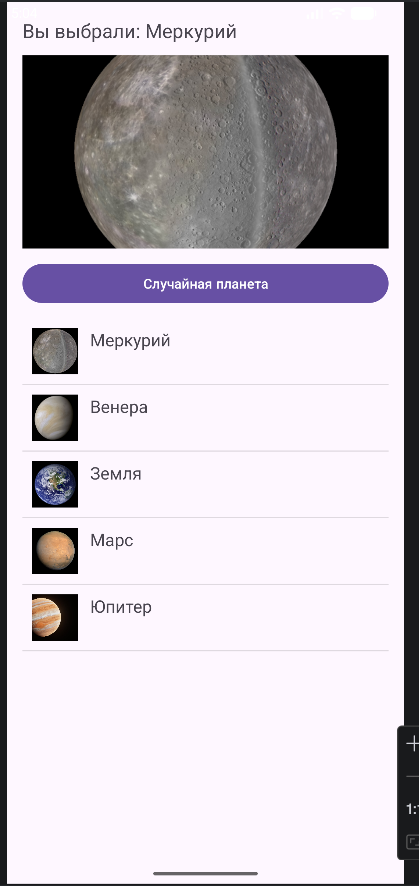 Вы выбрали: Меркурий
Случайная планета
Меркурий
Венера
Земля
Марс
Юпитер